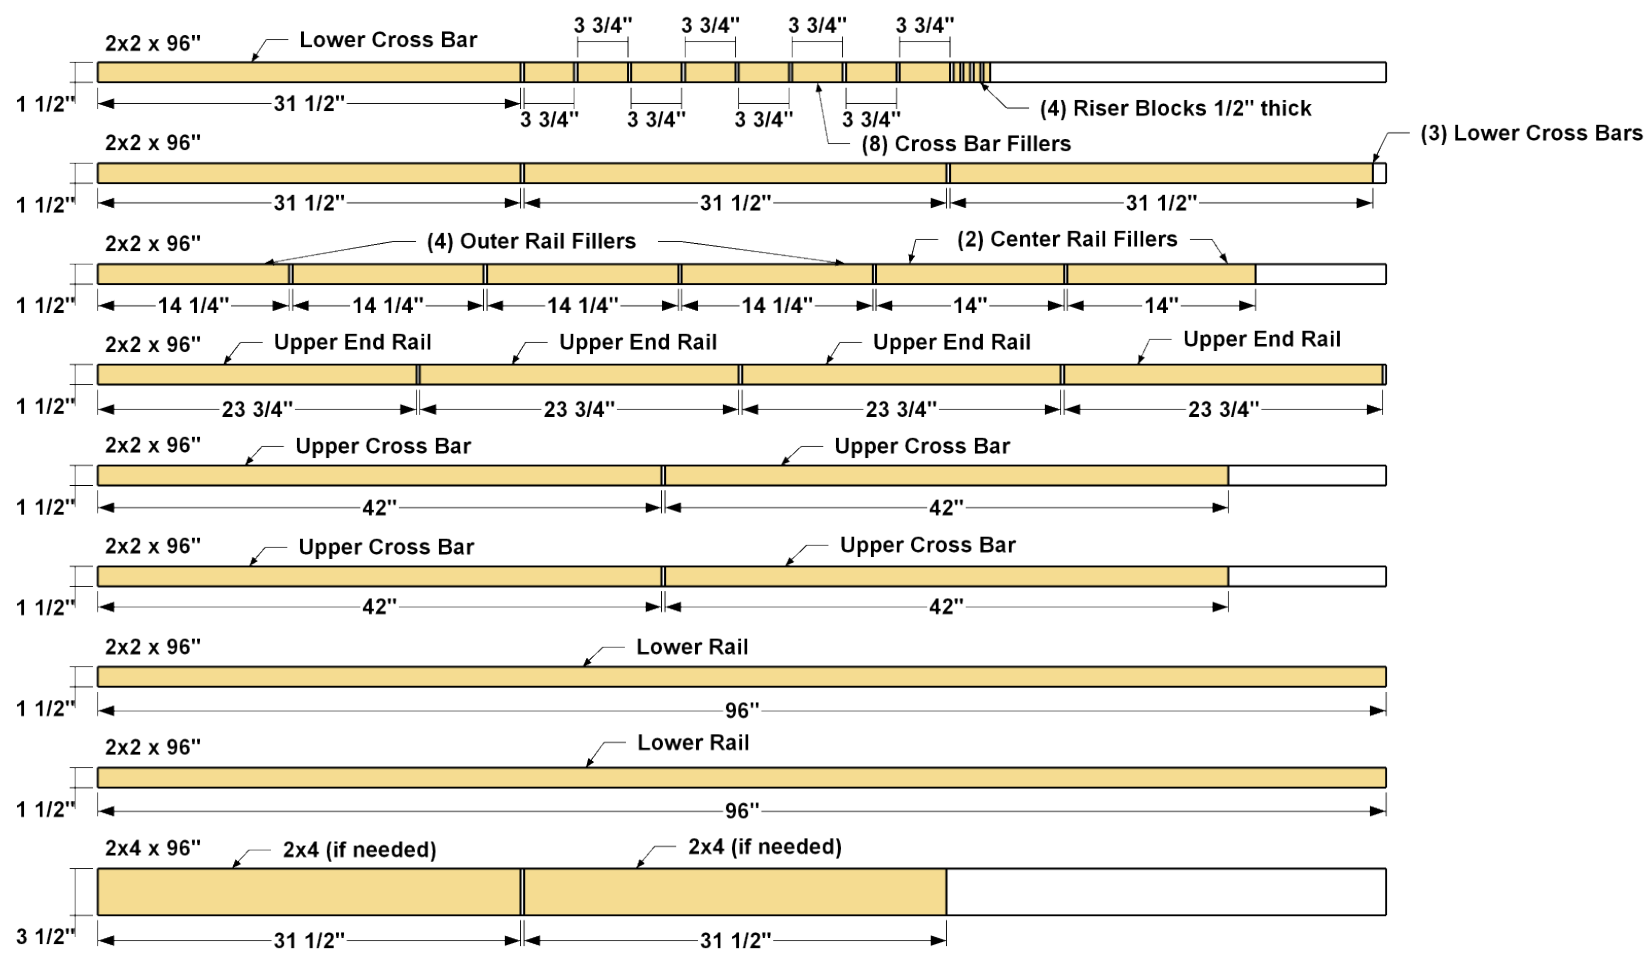 3 3/4" 3 3/4" 3 3/4" 3 3/4"
2x2 x 96" Lower Cross Bar
1 1/2" 31 1/2" (4) Riser Blocks 1/2" thick
3 3/4" 3 3/4" 3 3/4" 3 3/4"
(8) Cross Bar Fillers
2x2 x 96" (3) Lower Cross Bars
1 1/2" 31 1/2" 31 1/2" 31 1/2"
2x2 x 96" (4) Outer Rail Fillers (2) Center Rail Fillers
1 1/2" 14 1/4" 14 1/4" 14 1/4" 14 1/4" 14" 14"
2x2 x 96" Upper End Rail Upper End Rail Upper End Rail Upper End Rail
1 1/2" 23 3/4" 23 3/4" 23 3/4" 23 3/4"
2x2 x 96" Upper Cross Bar Upper Cross Bar
1 1/2" 42" 42"
2x2 x 96" Upper Cross Bar Upper Cross Bar
1 1/2" 42" 42"
2x2 x 96" Lower Rail
1 1/2" 96"
2x2 x 96" Lower Rail
1 1/2" 96"
2x4 x 96" 2x4 (if needed) 2x4 (if needed)
3 1/2" 31 1/2" 31 1/2"